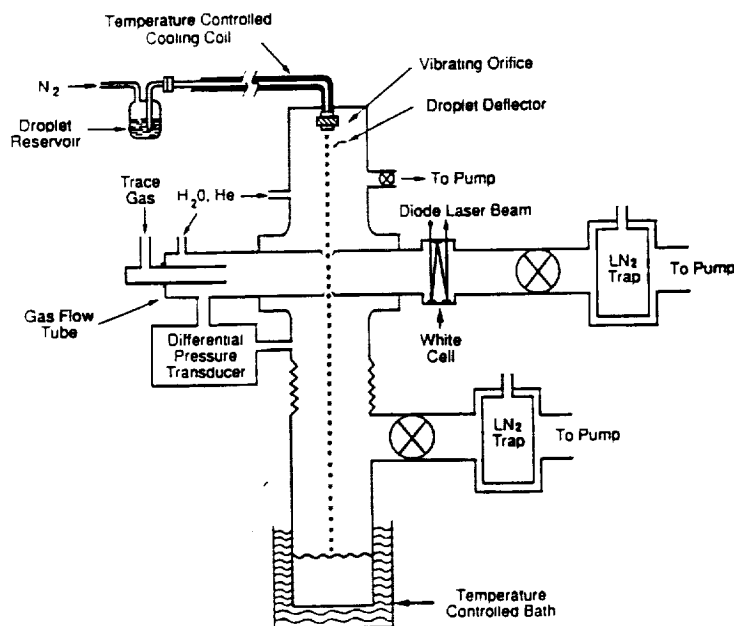 Temperature Controlled
Cooling Coil
Vibrating Orifice
N2
Droplet Deflector
Droplet
Reservoir
Trace
Gas
H20, He
To Pump
Diode Laser Beam
LN2
Trap
To Pump
Gas Flow
Tube
White
Cell
Differential
Pressure
Transducer
LN2
Trap
To Pump
Temperature
Controlled Bath